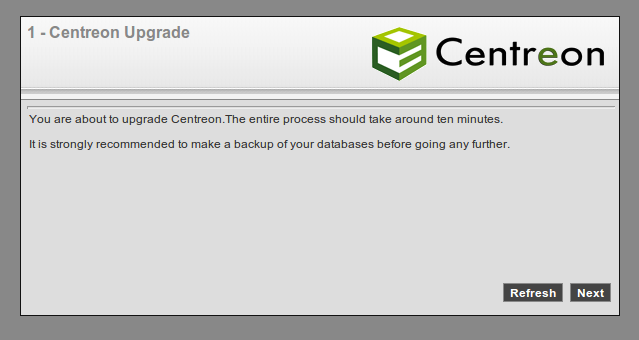 1 - Centreon Upgrade
Centreon
You are about to upgrade Centreon.The entire process should take around ten minutes.
It is strongly recommended to make a backup of your databases before going any further.
Refresh
Next